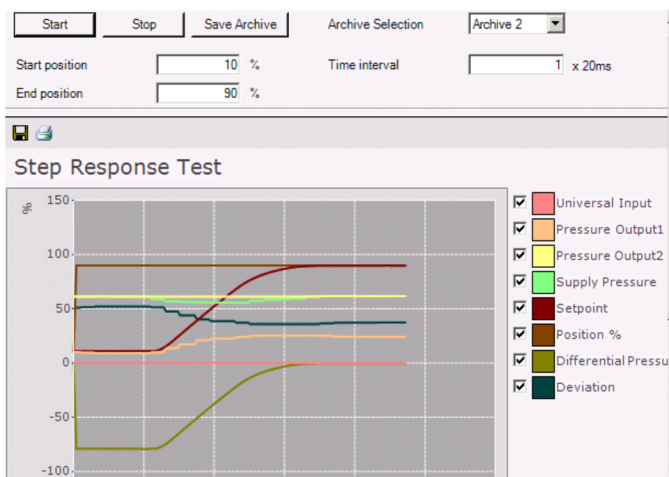 Start Stop Save Archive Archive Selection Archive 2
Start position 10 % Time interval 1 x 20ms
End position 90 %
Step Response Test
%
150
100
50
0
-50
-100
Universal Input
Pressure Output1
Pressure Output2
Supply Pressure
Setpoint
Position %
Differential Pressu
Deviation